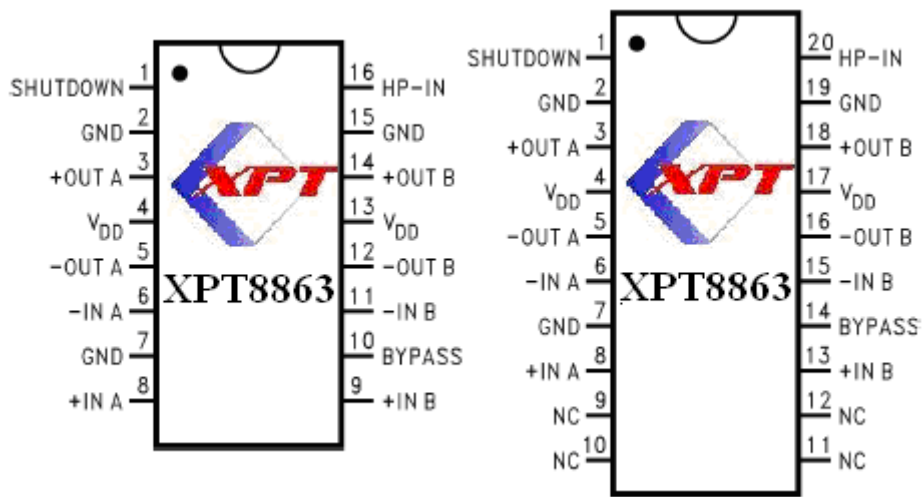 SHUTDOWN 1 16 HP-IN
GND 2 15 GND
+OUT A 3 14 +OUT B
VDD 4 13 VDD
-OUT A 5 12 -OUT B
-IN A 6 11 -IN B
GND 7 10 BYPASS
+IN A 8 9 +IN B
XPT
XPT8863
SHUTDOWN 1 20 HP-IN
GND 2 19 GND
+OUT A 3 18 +OUT B
VDD 4 17 VDD
-OUT A 5 16 -OUT B
-IN A 6 15 -IN B
GND 7 14 BYPASS
+IN A 8 13 +IN B
NC 9 12 NC
NC 10 11 NC
XPT
XPT8863